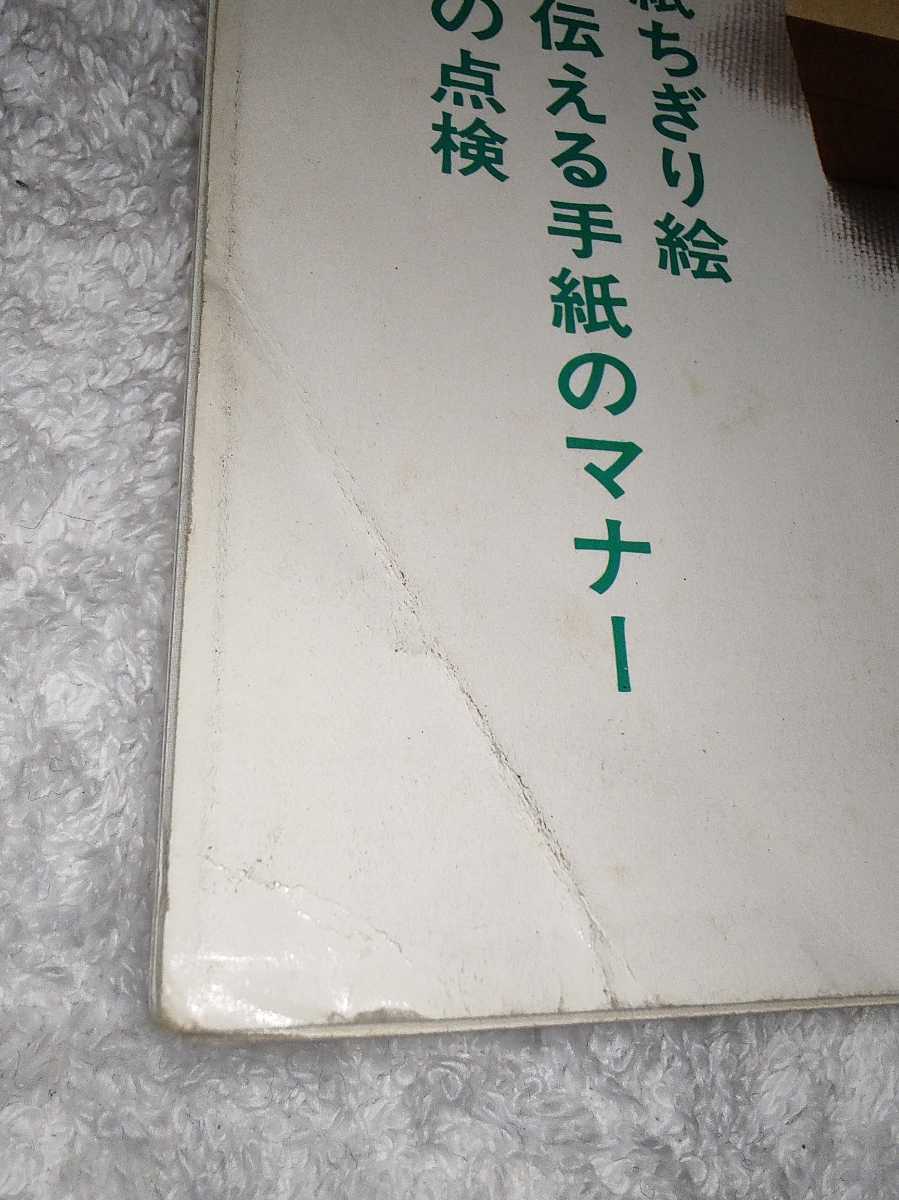 紙ちぎり絵
伝える手紙のマナー
の点検